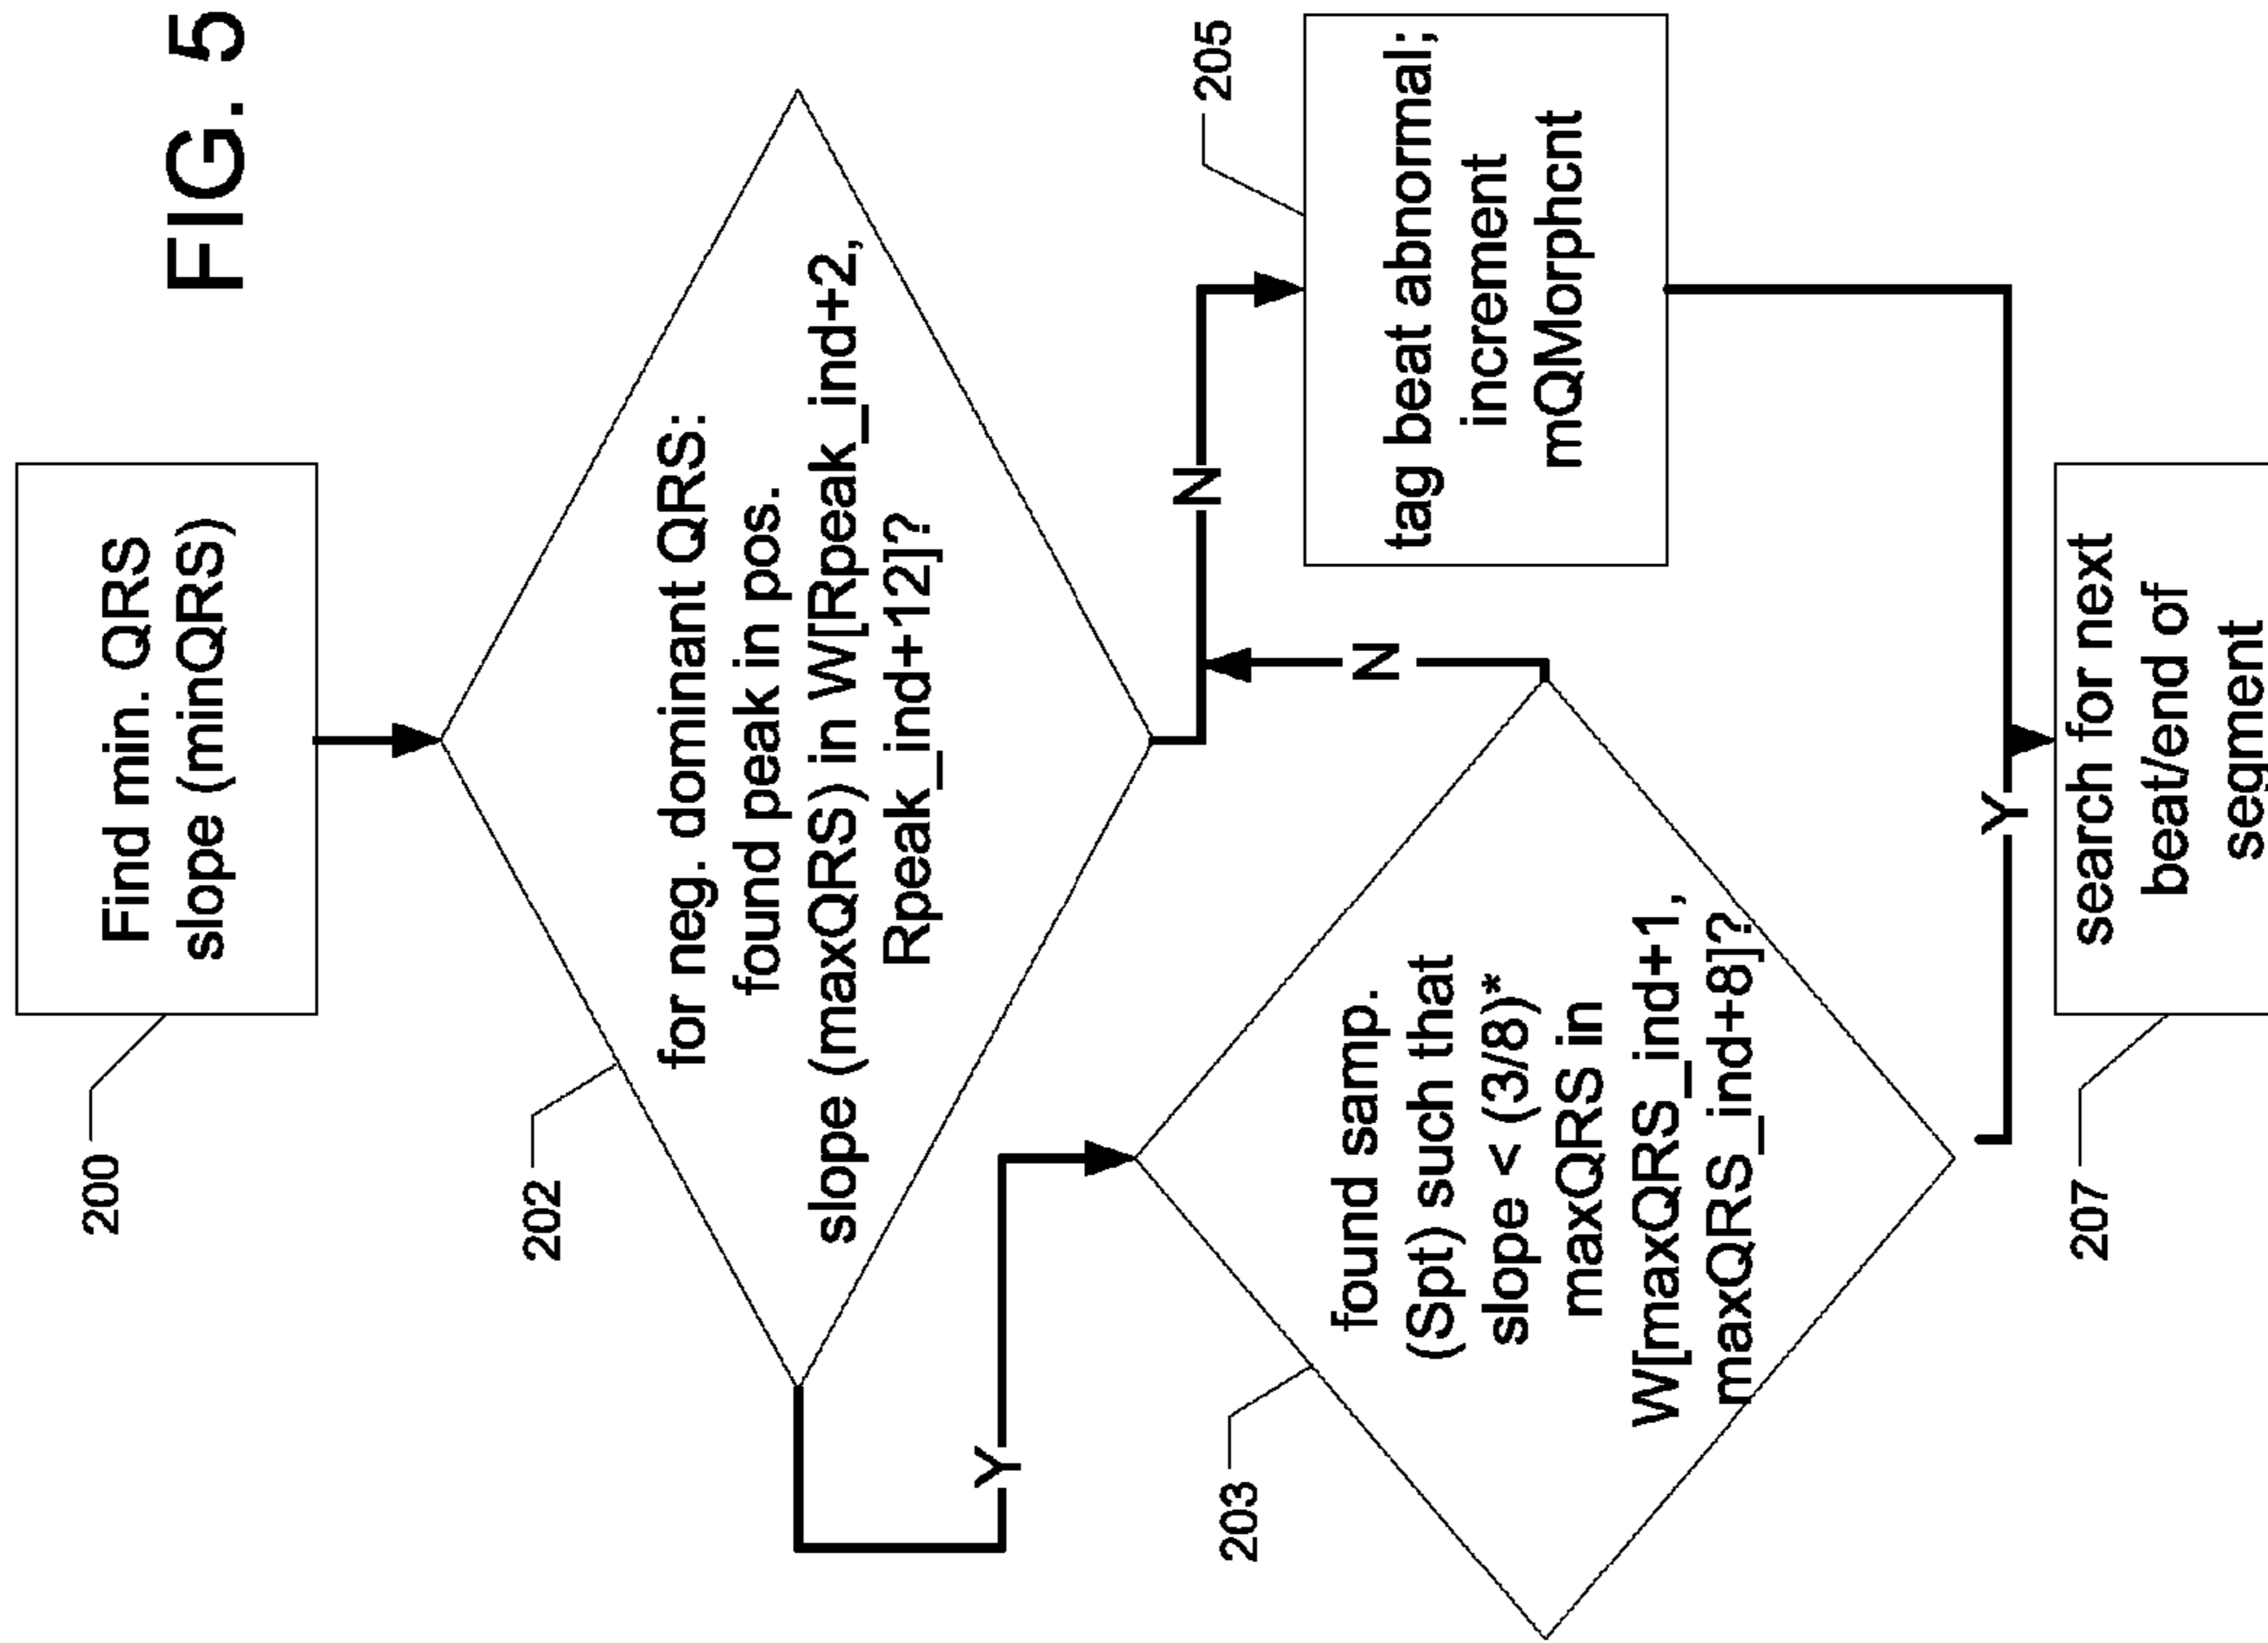 FIG. 5
200
Find min. QRS
slope (minQRS)
202
for neg. dominant QRS:
found peak in pos.
slope (maxQRS) in W[Rpeak_ind+2,
Rpeak_ind+12]?
Y
N
203
found samp.
(Spt) such that
slope < (3/8)*
maxQRS in
W[maxQRS_ind+1,
maxQRS_ind+8]?
N
205
tag beat abnormal;
increment
mQMorphcnt
Y
207
search for next
beat/end of
segment